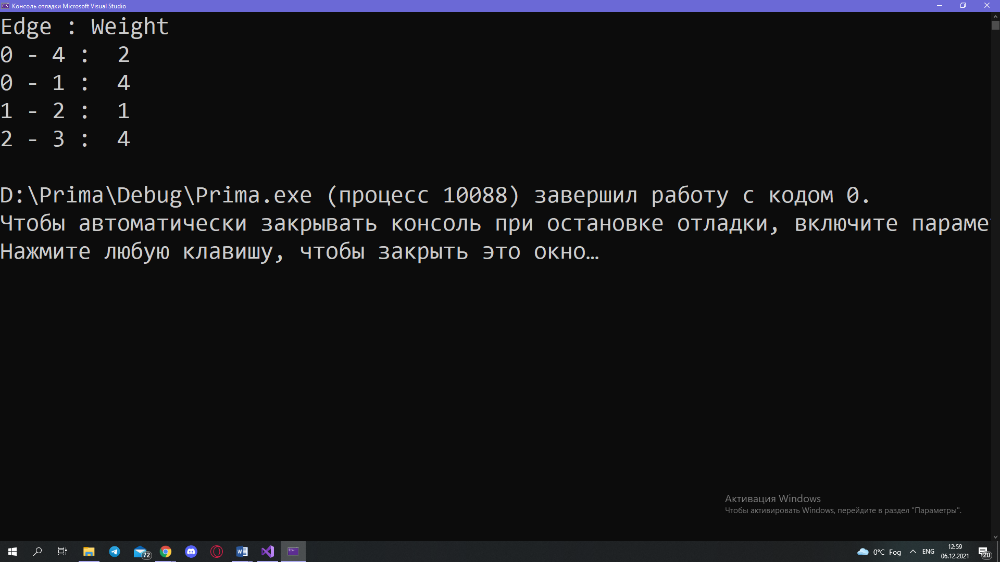 Консоль отладки Microsoft Visual Studio
Edge : Weight
0 - 4 :  2
0 - 1 :  4
1 - 2 :  1
2 - 3 :  4
D:\Prima\Debug\Prima.exe (процесс 10088) завершил работу с кодом 0.
Чтобы автоматически закрывать консоль при остановке отладки, включите
Нажмите любую клавишу, чтобы закрыть это окно…
Активация Windows
Чтобы активировать Windows, перейдите в раздел "Параметры".
72
0°C Fog
ENG
12:59
06.12.2021
20